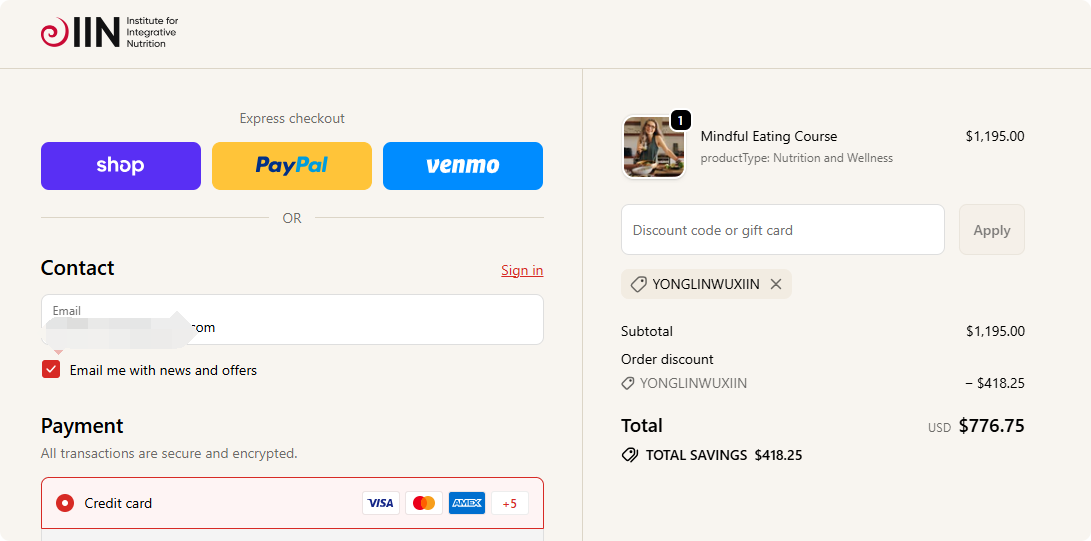 IIN
Institute for
Integrative
Nutrition
Express checkout
shop
PayPal
venmo
OR
Contact
Sign in
Email
com
Email me with news and offers
Payment
All transactions are secure and encrypted.
Credit card
VISA
AMEX
+5
1
Mindful Eating Course $1,195.00
productType: Nutrition and Wellness
Discount code or gift card
Apply
YONGLINWUXIIN
Subtotal $1,195.00
Order discount
YONGLINWUXIIN − $418.25
Total USD $776.75
TOTAL SAVINGS $418.25